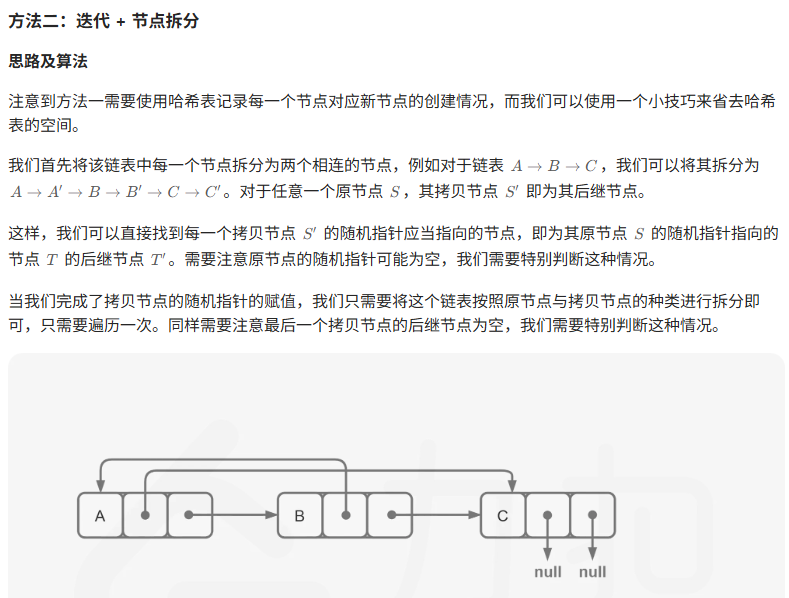 方法二：迭代 + 节点拆分
思路及算法
注意到方法一需要使用哈希表记录每一个节点对应新节点的创建情况，而我们可以使用一个小技巧来省去哈希
表的空间。
我们首先将该链表中每一个节点拆分为两个相连的节点，例如对于链表 A → B → C，我们可以将其拆分为
A → A′ → B → B′ → C → C′。对于任意一个原节点 S，其拷贝节点 S′ 即为其后继节点。
这样，我们可以直接找到每一个拷贝节点 S′ 的随机指针应当指向的节点，即为其原节点 S 的随机指针指向的
节点 T 的后继节点 T′。需要注意原节点的随机指针可能为空，我们需要特别判断这种情况。
当我们完成了拷贝节点的随机指针的赋值，我们只需要将这个链表按照原节点与拷贝节点的种类进行拆分即
可，只需要遍历一次。同样需要注意最后一个拷贝节点的后继节点为空，我们需要特别判断这种情况。
A B C
null null